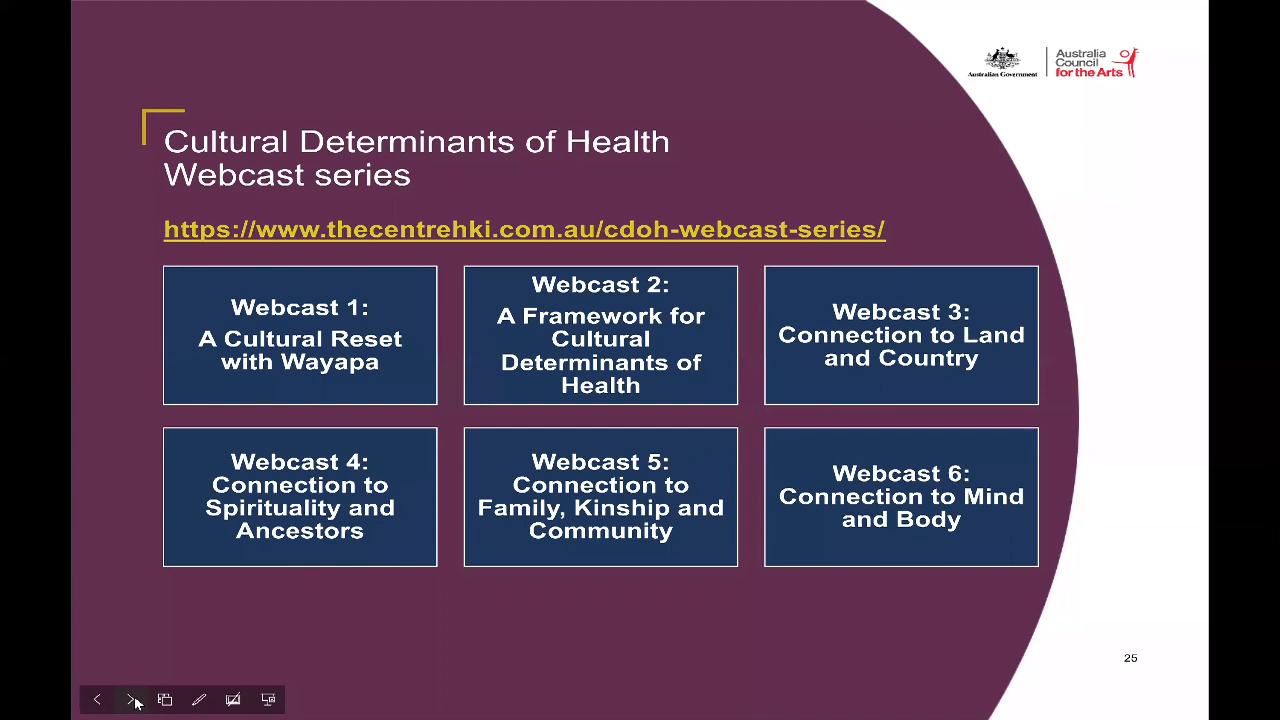 Australian Government
Australia
Council
for the Arts
Cultural Determinants of Health
Webcast series
https://www.thecentrehki.com.au/cdoh-webcast-series/
Webcast 1:
A Cultural Reset
with Wayapa
Webcast 2:
A Framework for
Cultural
Determinants of
Health
Webcast 3:
Connection to Land
and Country
Webcast 4:
Connection to
Spirituality and
Ancestors
Webcast 5:
Connection to
Family, Kinship and
Community
Webcast 6:
Connection to Mind
and Body
25